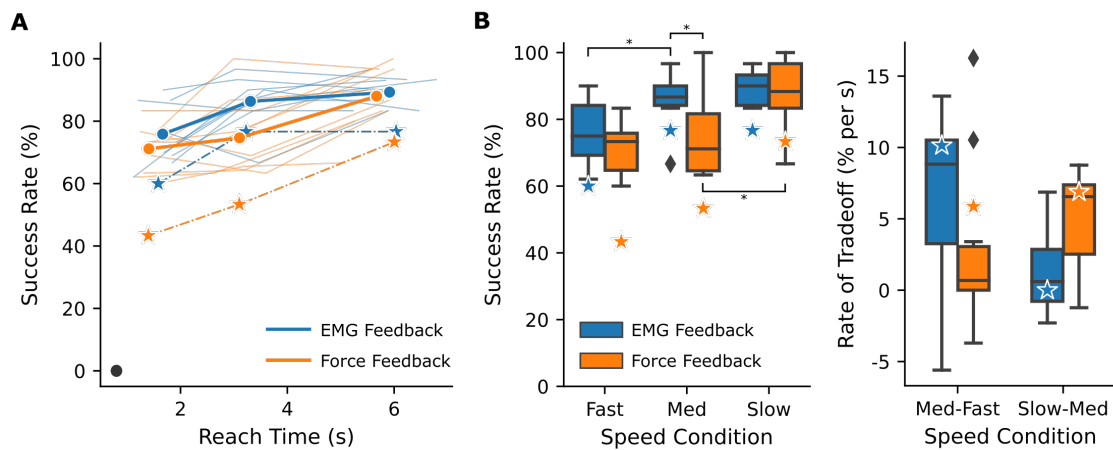 A
100
80
60
40
20
0
Success Rate (%)
2
4
6
Reach Time (s)
EMG Feedback
Force Feedback
B
100
80
60
40
20
0
Success Rate (%)
*
*
*
EMG Feedback
Force Feedback
Fast
Med
Slow
Speed Condition
15
10
5
0
-5
Rate of Tradeoff (% per s)
Med-Fast
Slow-Med
Speed Condition